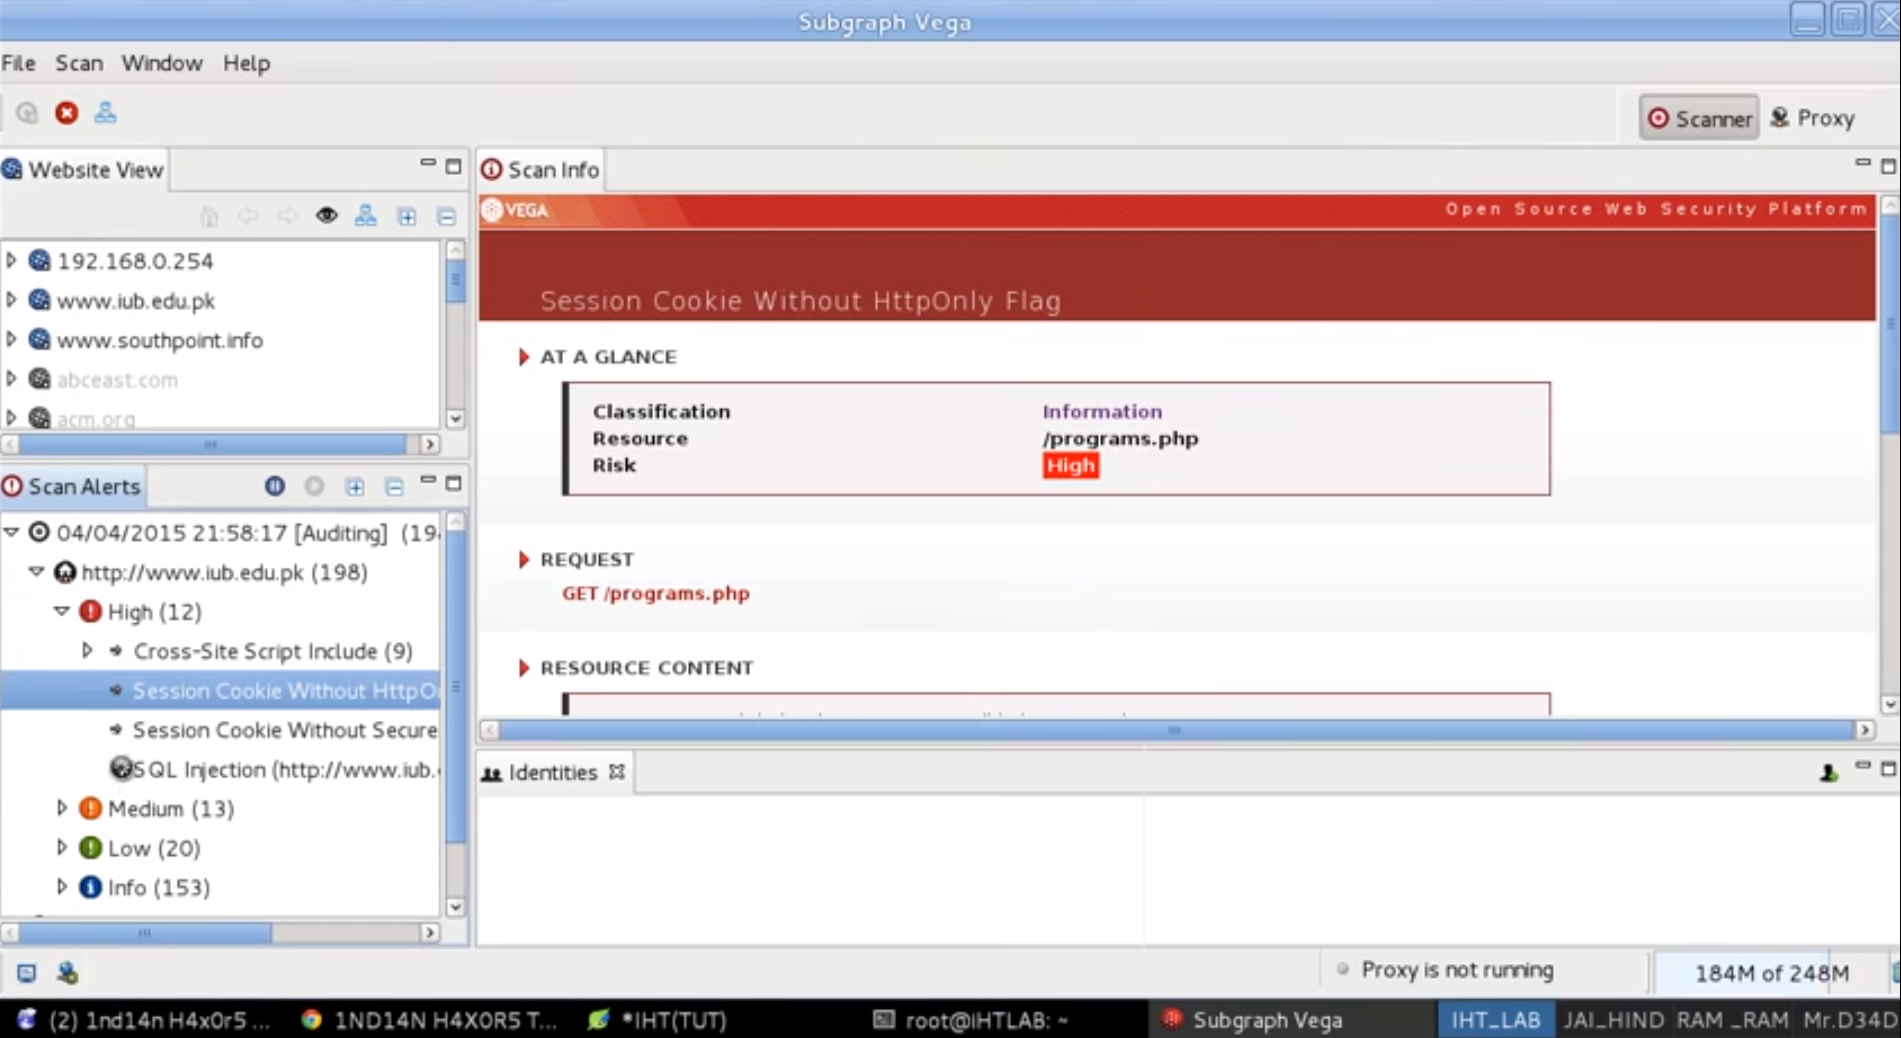 Subgraph Vega
File Scan Window Help
Scanner Proxy
Website View
192.168.0.254
www.iub.edu.pk
www.southpoint.info
abceast.com
acm.org
Scan Alerts
04/04/2015 21:58:17 [Auditing] (19
http://www.iub.edu.pk (198)
High (12)
Cross-Site Script Include (9)
Session Cookie Without HttpO
Session Cookie Without Secure
SQL Injection (http://www.iub.
Medium (13)
Low (20)
Info (153)
Scan Info
VEGA Open Source Web Security Platform
Session Cookie Without HttpOnly Flag
AT A GLANCE
Classification Information
Resource /programs.php
Risk High
REQUEST
GET /programs.php
RESOURCE CONTENT
Identities
Proxy is not running 184M of 248M
(2) 1nd14n H4x0r5 ... 1ND14N H4X0R5 T... *IHT(TUT) root@iHTLAB: ~ Subgraph Vega IHT_LAB JAI_HIND RAM _RAM Mr.D34D